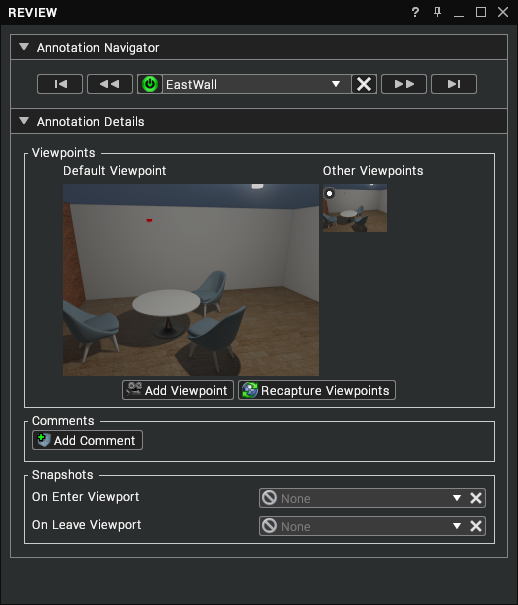 REVIEW
?
Annotation Navigator
EastWall
Annotation Details
Viewpoints
Default Viewpoint
Other Viewpoints
Add Viewpoint
Recapture Viewpoints
Comments
Add Comment
Snapshots
On Enter Viewport
None
On Leave Viewport
None